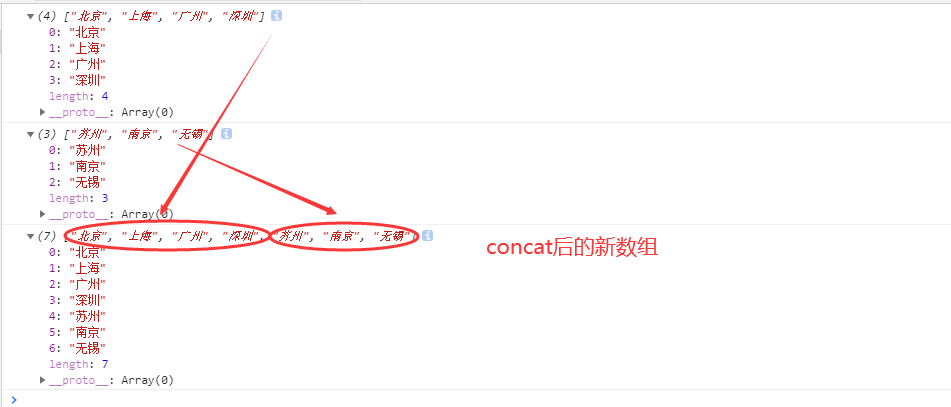 (4) ["北京", "上海", "广州", "深圳"] i
0: "北京"
1: "上海"
2: "广州"
3: "深圳"
length: 4
__proto__: Array(0)
(3) ["苏州", "南京", "无锡"] i
0: "苏州"
1: "南京"
2: "无锡"
length: 3
__proto__: Array(0)
(7) ["北京", "上海", "广州", "深圳", "苏州", "南京", "无锡"] i
concat后的新数组
0: "北京"
1: "上海"
2: "广州"
3: "深圳"
4: "苏州"
5: "南京"
6: "无锡"
length: 7
__proto__: Array(0)